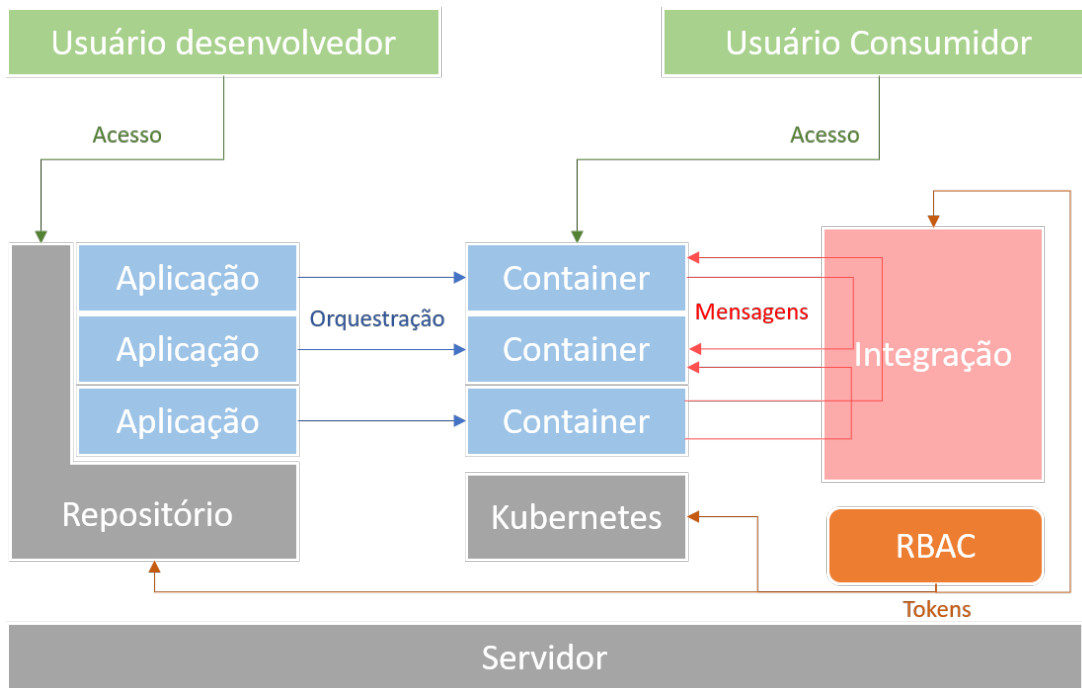 Usuário desenvolvedor
Usuário Consumidor
Acesso
Acesso
Aplicação
Container
Orquestração
Mensagens
Aplicação
Container
Integração
Aplicação
Container
Repositório
Kubernetes
RBAC
Tokens
Servidor